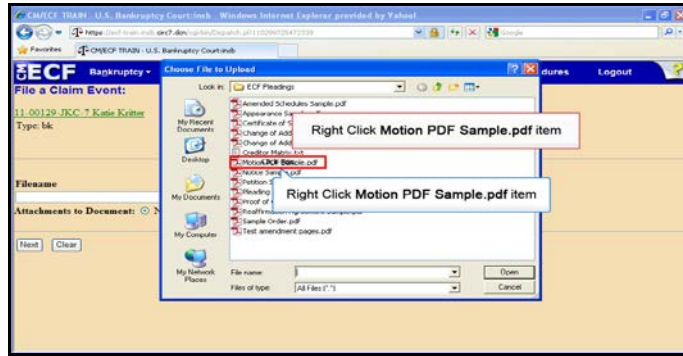 CM/ECF TRAIN - U.S. Bankruptcy Court:insb - Windows Internet Explorer provided by Yahoo!
Google
Favorites
CM/ECF TRAIN - U.S. Bankruptcy Court:innb
ECF
Bankruptcy
dures
Logout
?
File a Claim
Event:
11-00129-JKC-7 Katie Kritter
Type: bk
Filename
Attachments to Document:
N
Next
Clear
Choose File to Upload
Look in:
ECF Pleadings
My Recent Documents
Desktop
My Documents
My Computer
My Network Places
Amended Schedules Sample.pdf
Appearance
Certificate of S
Change of Add
Change of Add
Creditor Matrix.txt
Notice Sample.pdf
Petition S
Pleading
Proof of
Sample Order.pdf
Test amendment pages.pdf
Right Click Motion PDF Sample.pdf item
Right Click Motion PDF Sample.pdf item
File name:
Open
Files of type:
All Files (*.*)
Cancel